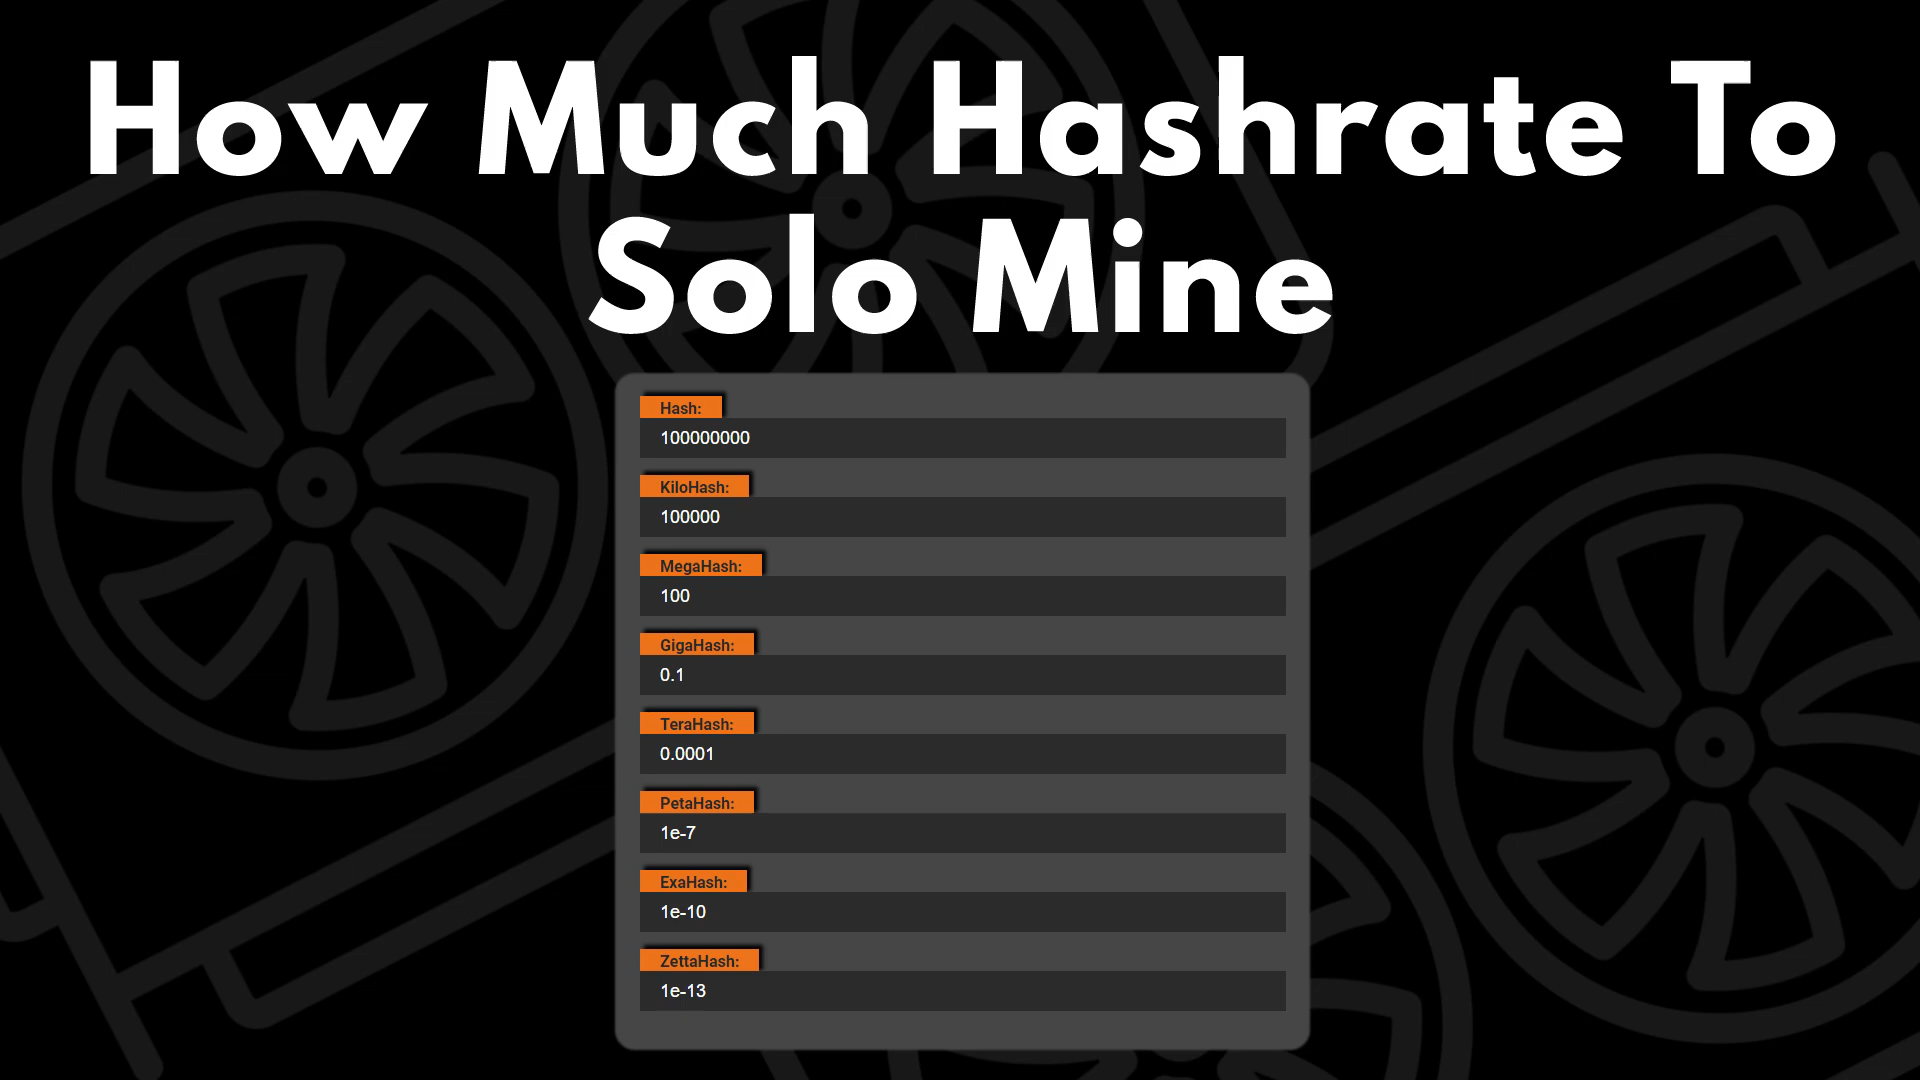 How Much Hashrate To
Solo Mine
Hash:
100000000
KiloHash:
100000
MegaHash:
100
GigaHash:
0.1
TeraHash:
0.0001
PetaHash:
1e-7
ExaHash:
1e-10
ZettaHash:
1e-13